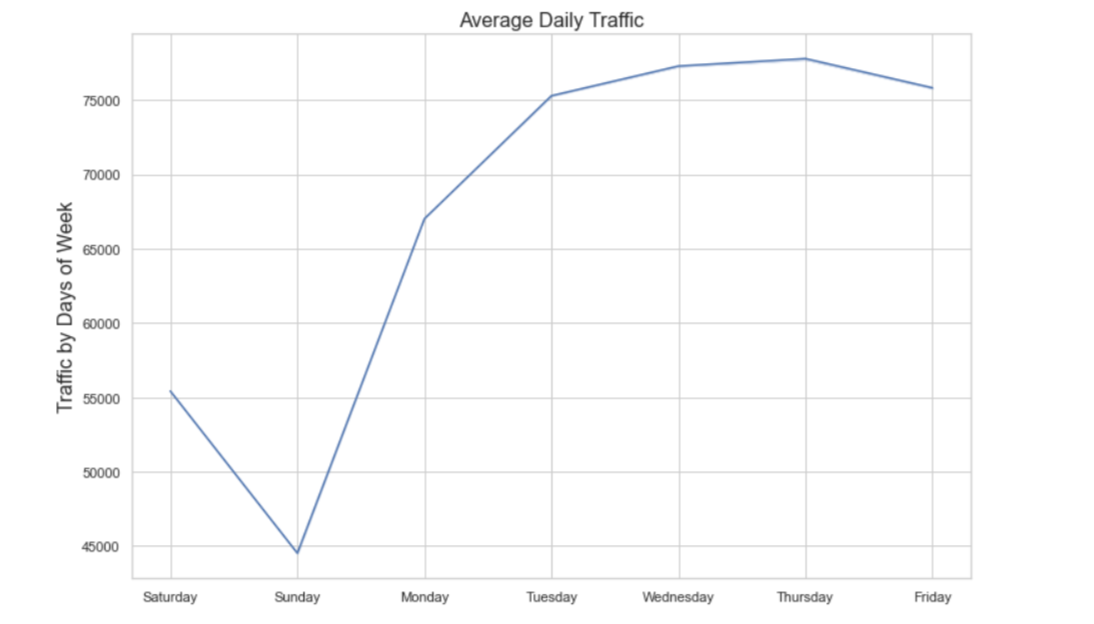 Average Daily Traffic
Traffic by Days of Week
75000
70000
65000
60000
55000
50000
45000
Saturday Sunday Monday Tuesday Wednesday Thursday Friday